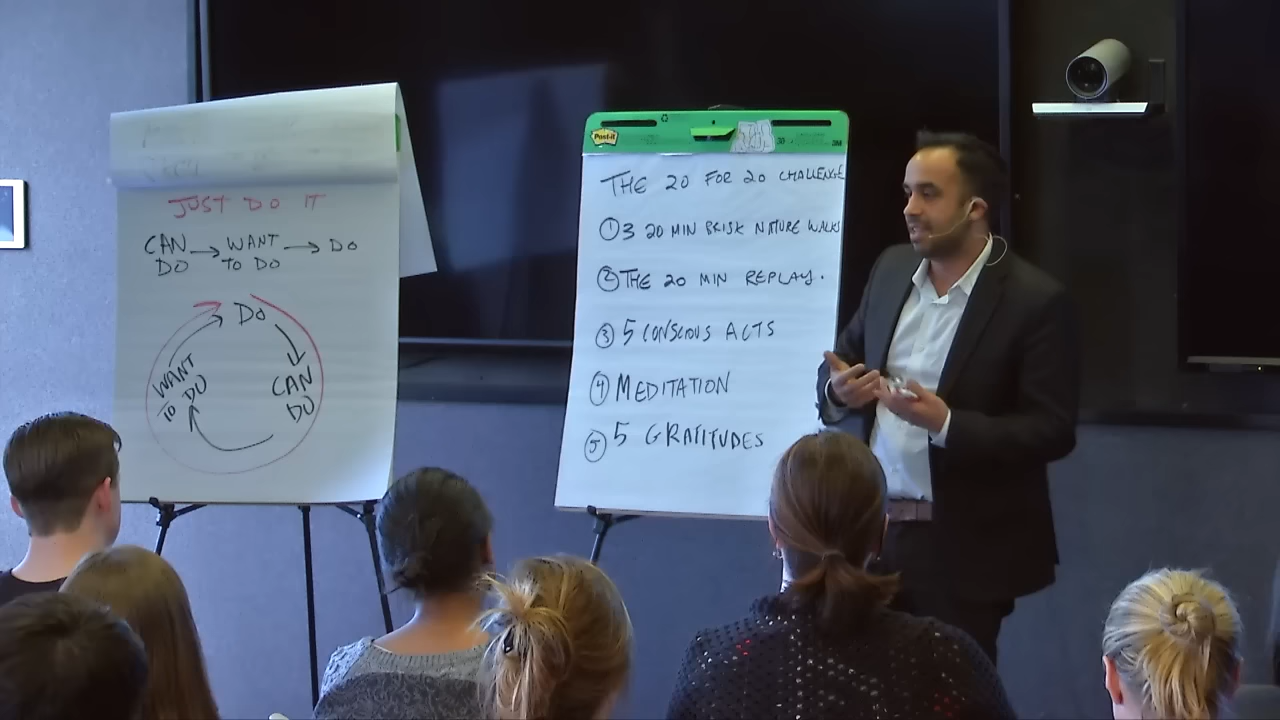 JUST DO IT
CAN DO → WANT TO DO → DO
DO
CAN DO
WANT TO DO
Post-it
THE 20 FOR 20 CHALLENGE
① 3 20 MIN BRISK NATURE WALKS
② THE 20 MIN REPLAY.
③ 5 CONSCIOUS ACTS
④ MEDITATION
⑤ 5 GRATITUDES